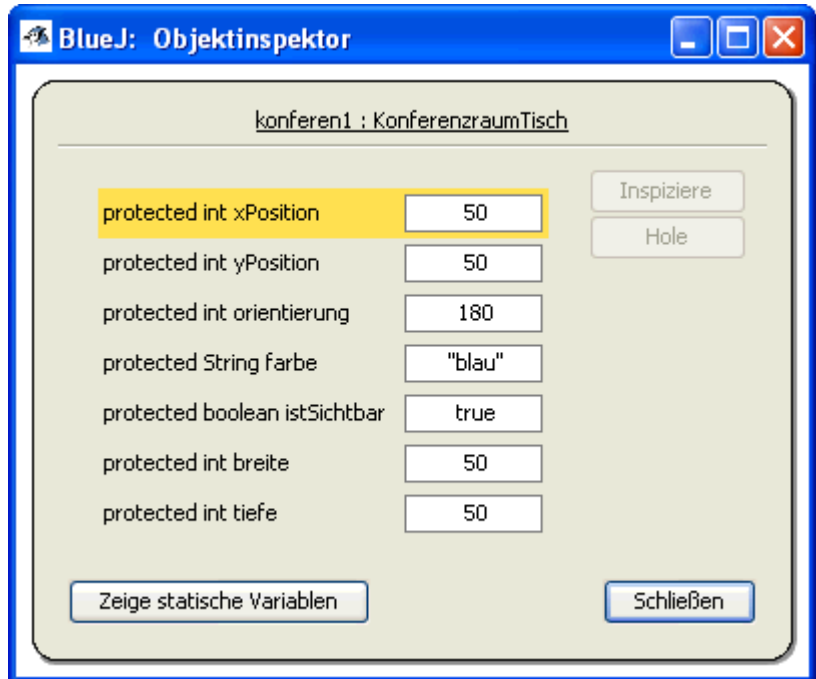 BlueJ: Objektinspektor
konferen1 : KonferenzraumTisch
protected int xPosition 50
Inspiziere
Hole
protected int yPosition 50
protected int orientierung 180
protected String farbe "blau"
protected boolean istSichtbar true
protected int breite 50
protected int tiefe 50
Zeige statische Variablen
Schließen